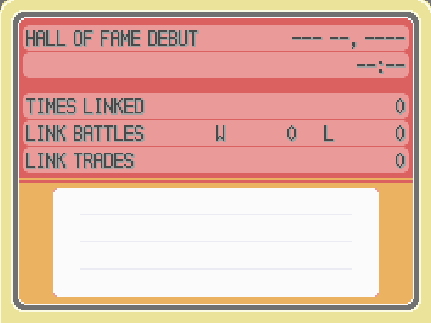 HALL OF FAME DEBUT --- --, ----
--:--
TIMES LINKED 0
LINK BATTLES W 0 L 0
LINK TRADES 0